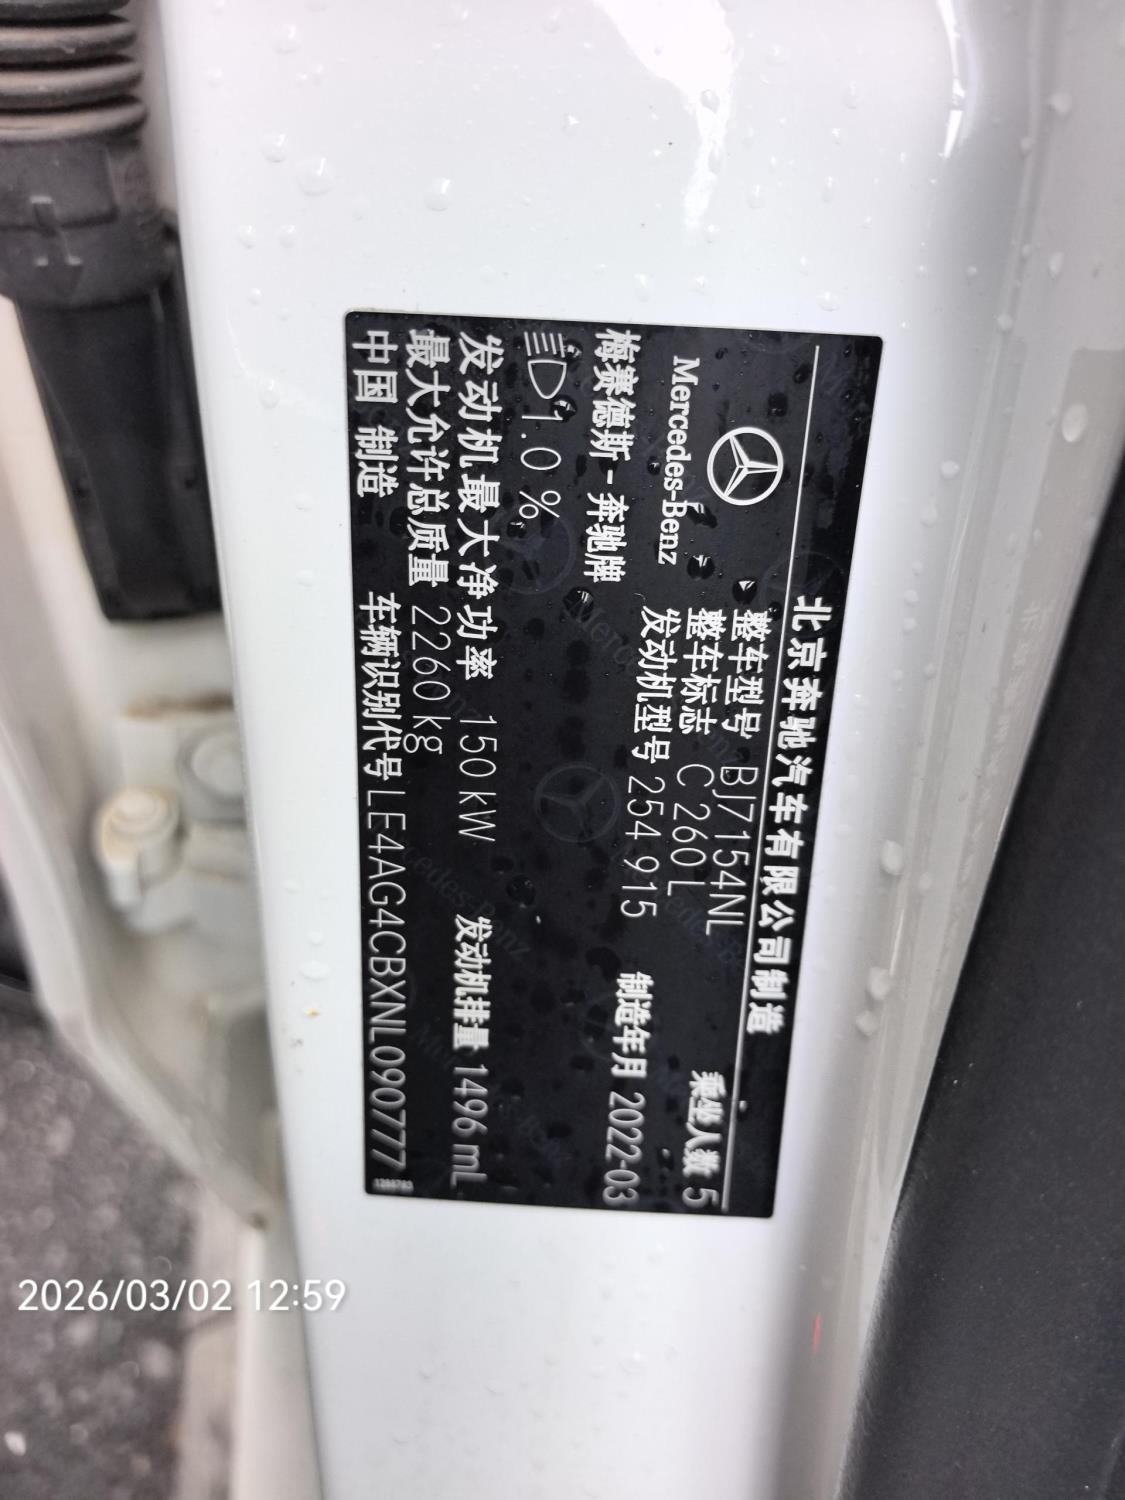 北京奔驰汽车有限公司制造
Mercedes-Benz
梅赛德斯-奔驰牌
整车型号 BJ7154NL
整车标志 C 260 L
乘坐人数 5
发动机型号 254 915
制造年月 2022-03
1.0 %
发动机最大净功率 150 kW
发动机排量 1496 mL
最大允许总质量 2260 kg
中国 制造
车辆识别代号 LE4AG4CBXNL090777
2026/03/02 12:59